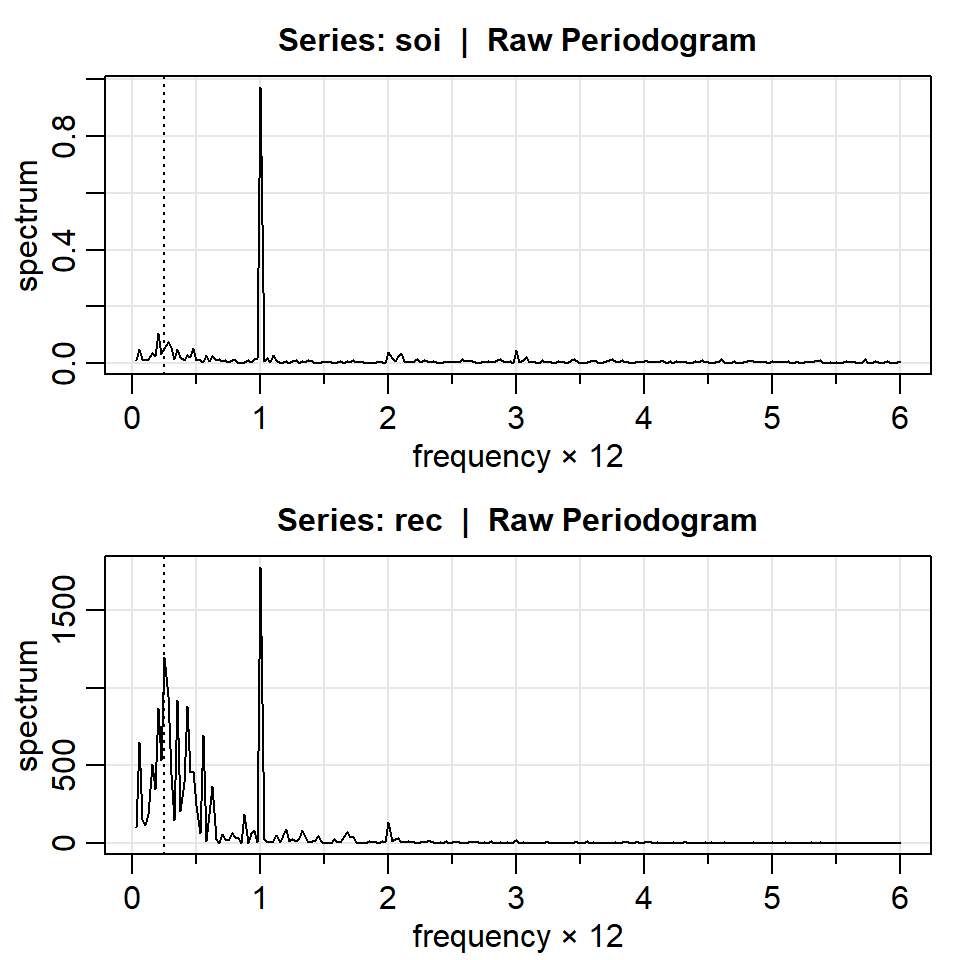 Series: soi | Raw Periodogram
spectrum
0.8
0.4
0.0
0 1 2 3 4 5 6
frequency × 12
Series: rec | Raw Periodogram
spectrum
1500
500
0
0 1 2 3 4 5 6
frequency × 12